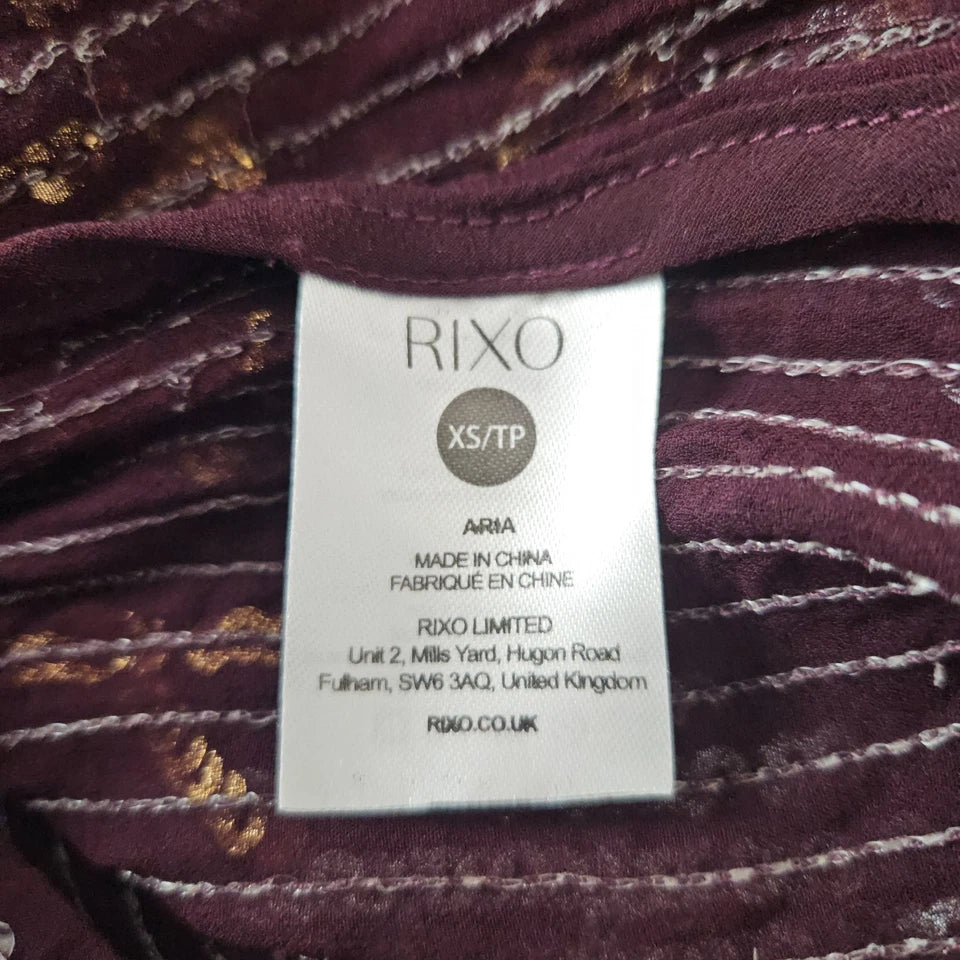 RIXO
XS/TP
ARIA
MADE IN CHINA
FABRIQUÉ EN CHINE
RIXO LIMITED
Unit 2, Mills Yard, Hugon Road
Fulham, SW6 3AQ, United Kingdom
RIXO.CO.UK